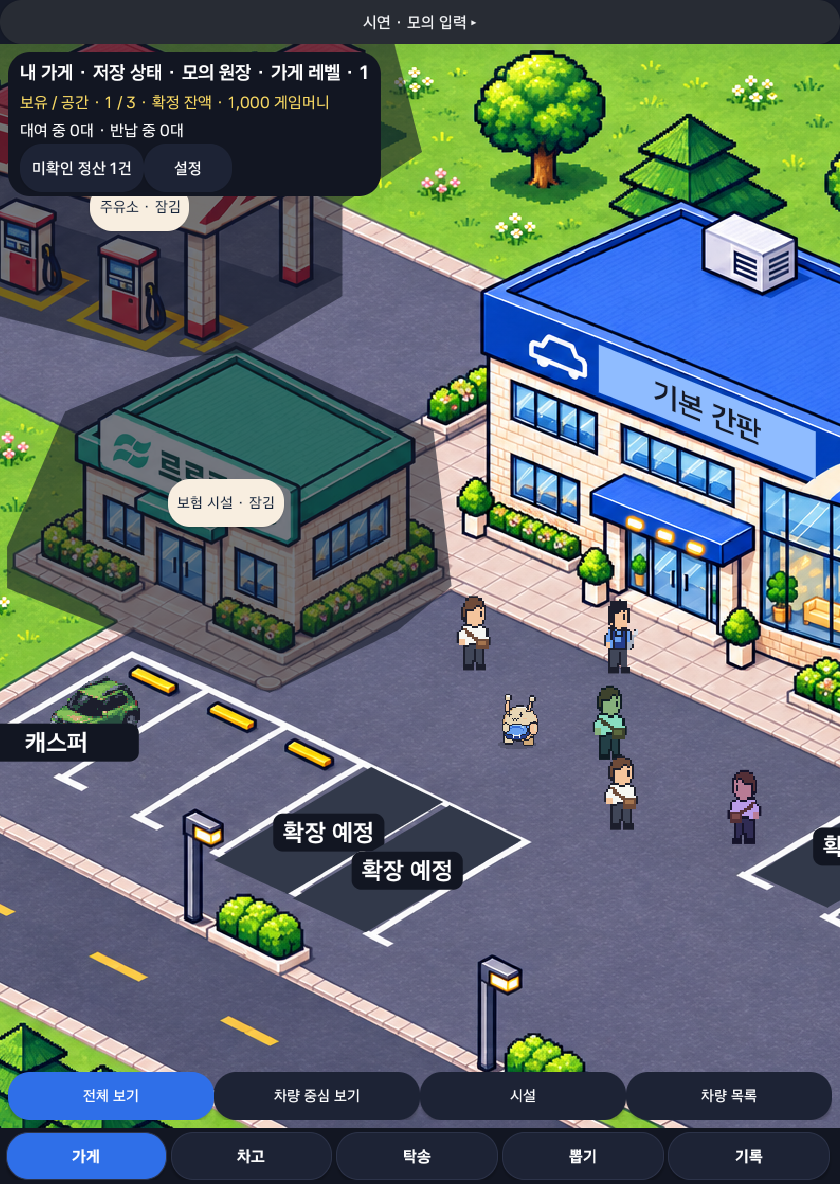 시연 · 모의 입력 ▸
내 가게 · 저장 상태 · 모의 원장 · 가게 레벨 · 1
보유 / 공간 · 1 / 3 · 확정 잔액 · 1,000 게임머니
대여 중 0대 · 반납 중 0대
미확인 정산 1건
설정
주유소 · 잠김
기본 간판
보험 시설 · 잠김
캐스퍼
확장 예정
확장 예정
전체 보기
차량 중심 보기
시설
차량 목록
가게
차고
탁송
뽑기
기록